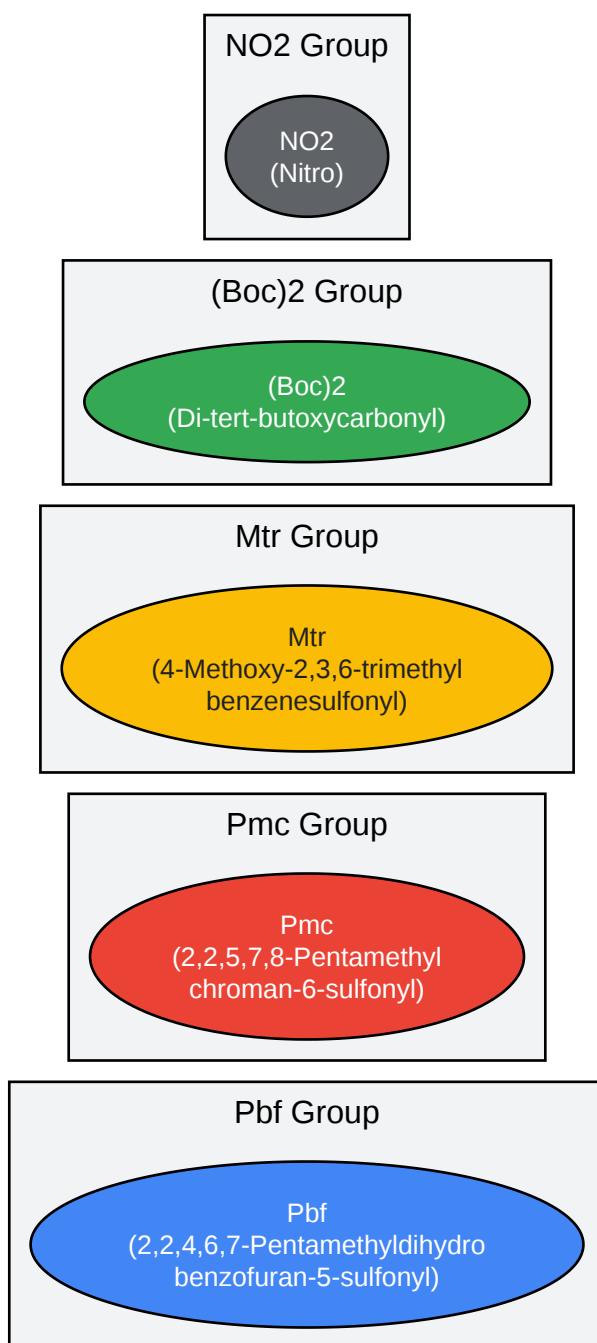 NO2 Group
NO2
(Nitro)
(Boc)2 Group
(Boc)2
(Di-tert-butoxycarbonyl)
Mtr Group
Mtr
(4-Methoxy-2,3,6-trimethyl
benzenesulfonyl)
Pmc Group
Pmc
(2,2,5,7,8-Pentamethyl
chroman-6-sulfonyl)
Pbf Group
Pbf
(2,2,4,6,7-Pentamethyldihydro
benzofuran-5-sulfonyl)